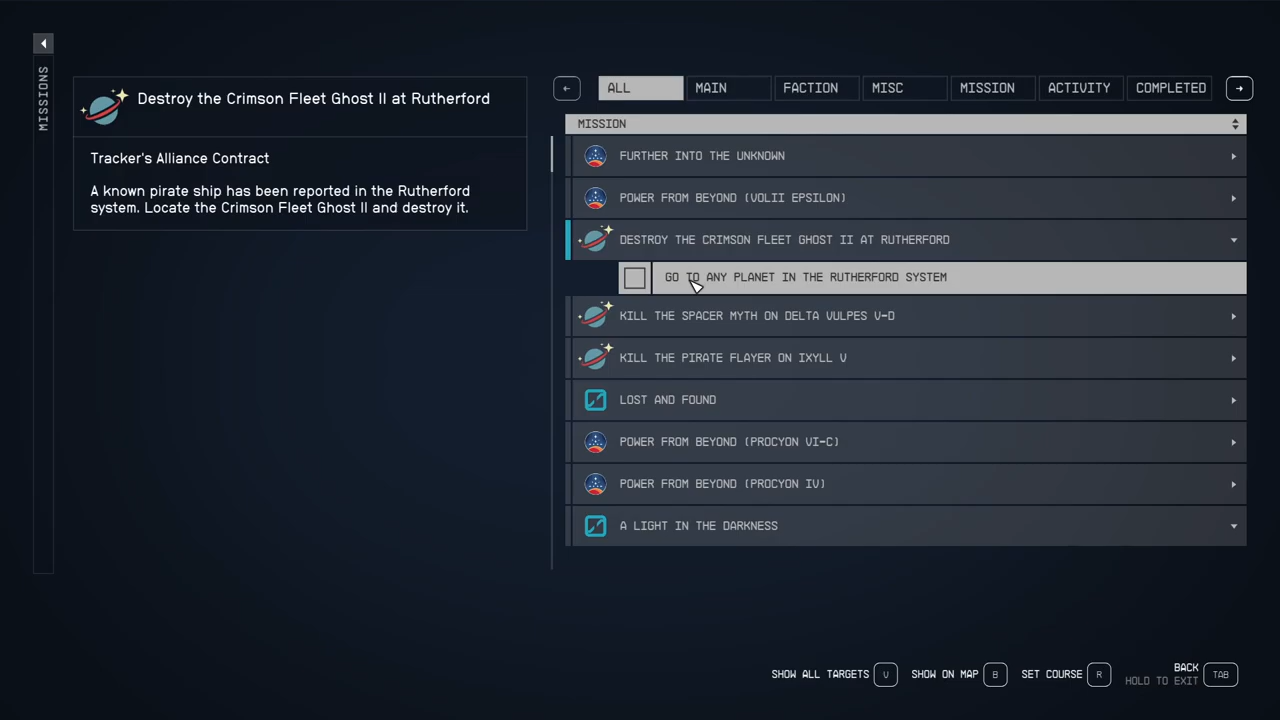 MISSIONS
Destroy the Crimson Fleet Ghost II at Rutherford
Tracker's Alliance Contract
A known pirate ship has been reported in the Rutherford
system. Locate the Crimson Fleet Ghost II and destroy it.
ALL MAIN FACTION MISC MISSION ACTIVITY COMPLETED
MISSION
FURTHER INTO THE UNKNOWN
POWER FROM BEYOND (VOLII EPSILON)
DESTROY THE CRIMSON FLEET GHOST II AT RUTHERFORD
GO TO ANY PLANET IN THE RUTHERFORD SYSTEM
KILL THE SPACER MYTH ON DELTA VULPES V-D
KILL THE PIRATE FLAYER ON IXYLL V
LOST AND FOUND
POWER FROM BEYOND (PROCYON VI-C)
POWER FROM BEYOND (PROCYON IV)
A LIGHT IN THE DARKNESS
SHOW ALL TARGETS V SHOW ON MAP B SET COURSE R BACK TAB
HOLD TO EXIT